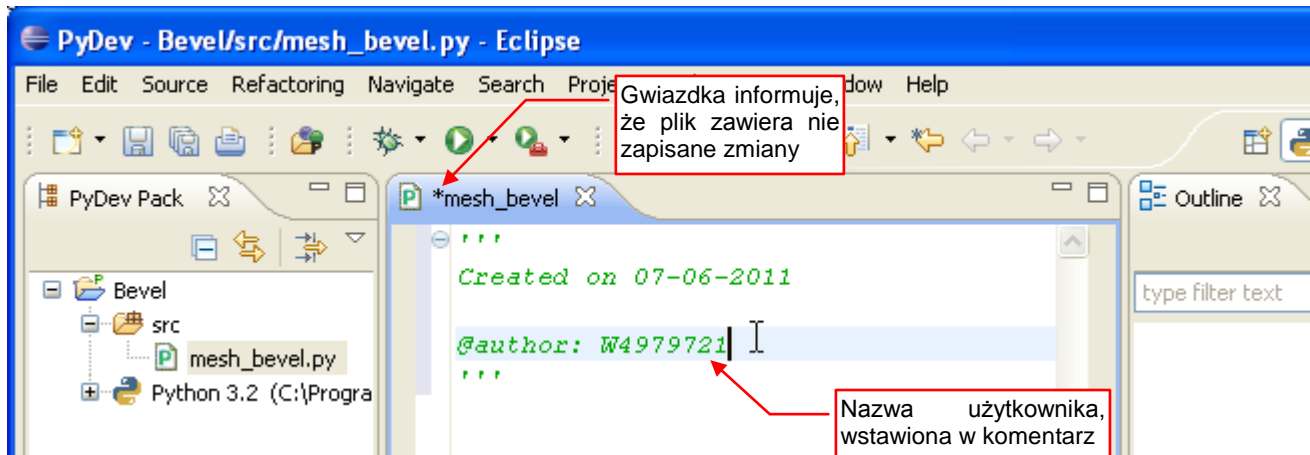 PyDev - Bevel/src/mesh_bevel.py - Eclipse
File Edit Source Refactoring Navigate Search Help
Gwiazdka informuje,
że plik zawiera nie
zapisane zmiany
PyDev Pack
*mesh_bevel
Outline
'''
Created on 07-06-2011
@author: W4979721
'''
Bevel
src
mesh_bevel.py
Python 3.2 (C:\Progra
type filter text
Nazwa użytkownika,
wstawiona w komentarz